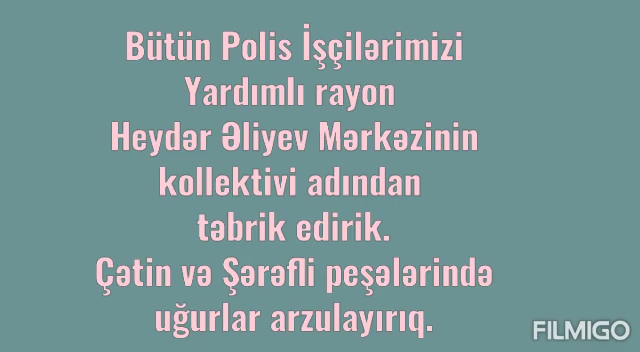 Bütün Polis İşçilərimizi
Yardımlı rayon
Heydər Əliyev Mərkəzinin
kollektivi adından
təbrik edirik.
Çətin və Şərəfli peşələrində
uğurlar arzulayırıq.
FILMIGO